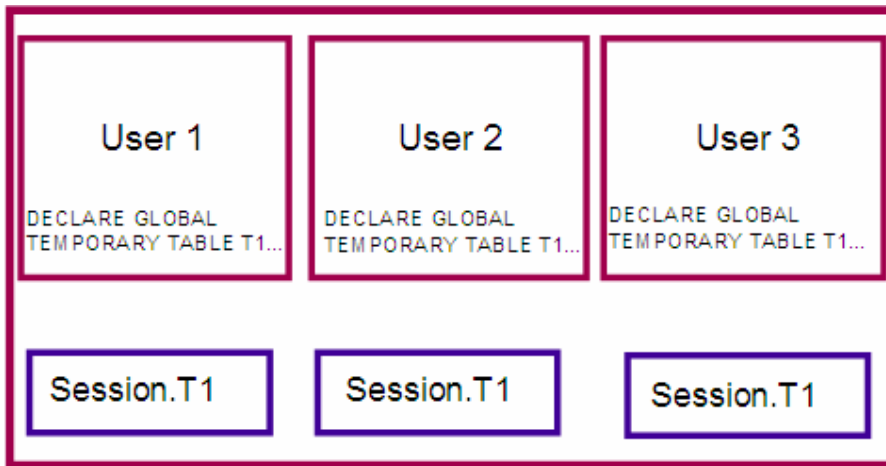 User 1
DECLARE GLOBAL
TEMPORARY TABLE T1...
User 2
DECLARE GLOBAL
TEMPORARY TABLE T1...
User 3
DECLARE GLOBAL
TEMPORARY TABLE T1...
Session.T1
Session.T1
Session.T1